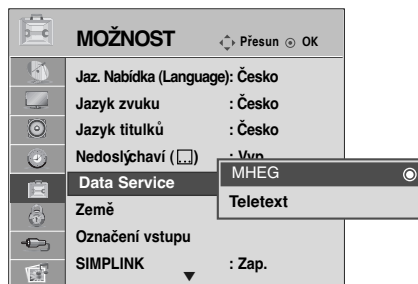 MOŽNOST
Přesun OK
Jaz. Nabídka (Language): Česko
Jazyk zvuku : Česko
Jazyk titulků : Česko
Nedoslýchaví ( ) : Vyp.
Data Service
MHEG
Teletext
Země
Označení vstupu
SIMPLINK : Zap.